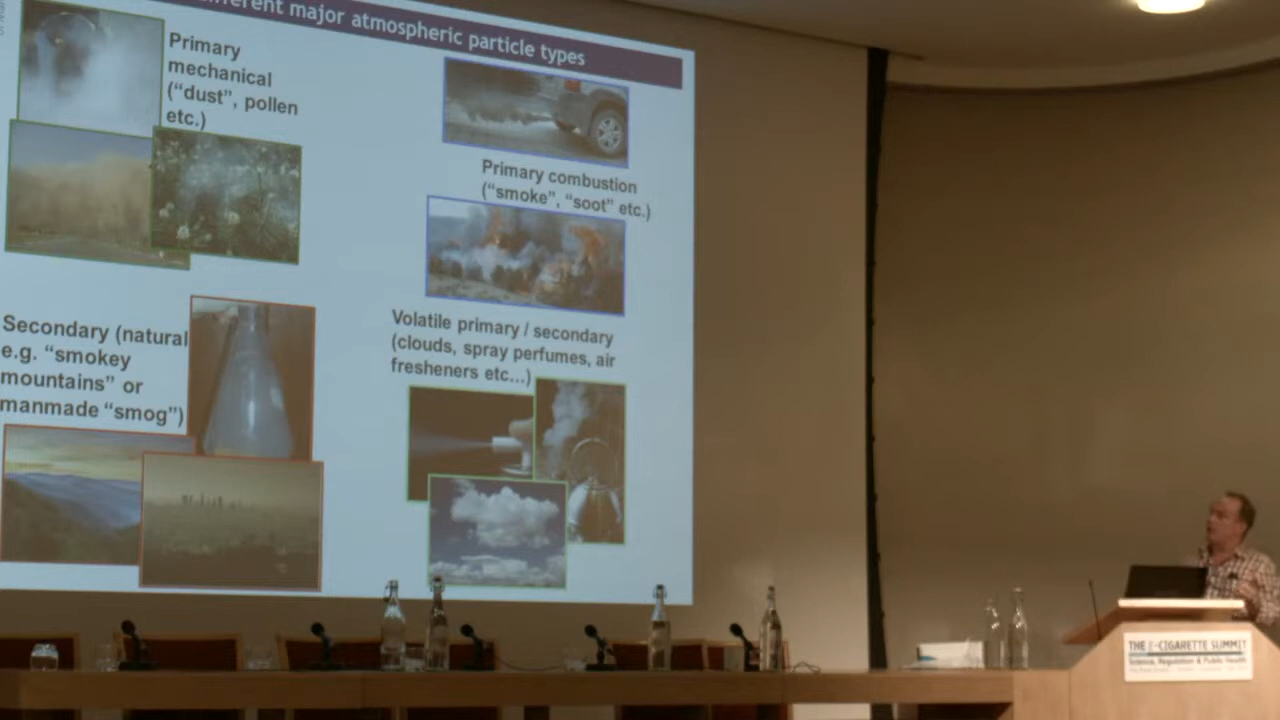 different major atmospheric particle types
Primary
mechanical
(“dust”, pollen
etc.)
Primary combustion
(“smoke”, “soot” etc.)
Secondary (natural
e.g. “smokey
mountains” or
manmade “smog”)
Volatile primary / secondary
(clouds, spray perfumes, air
fresheners etc...)
THE E-CIGARETTE SUMMIT
Science, Regulation & Public Health